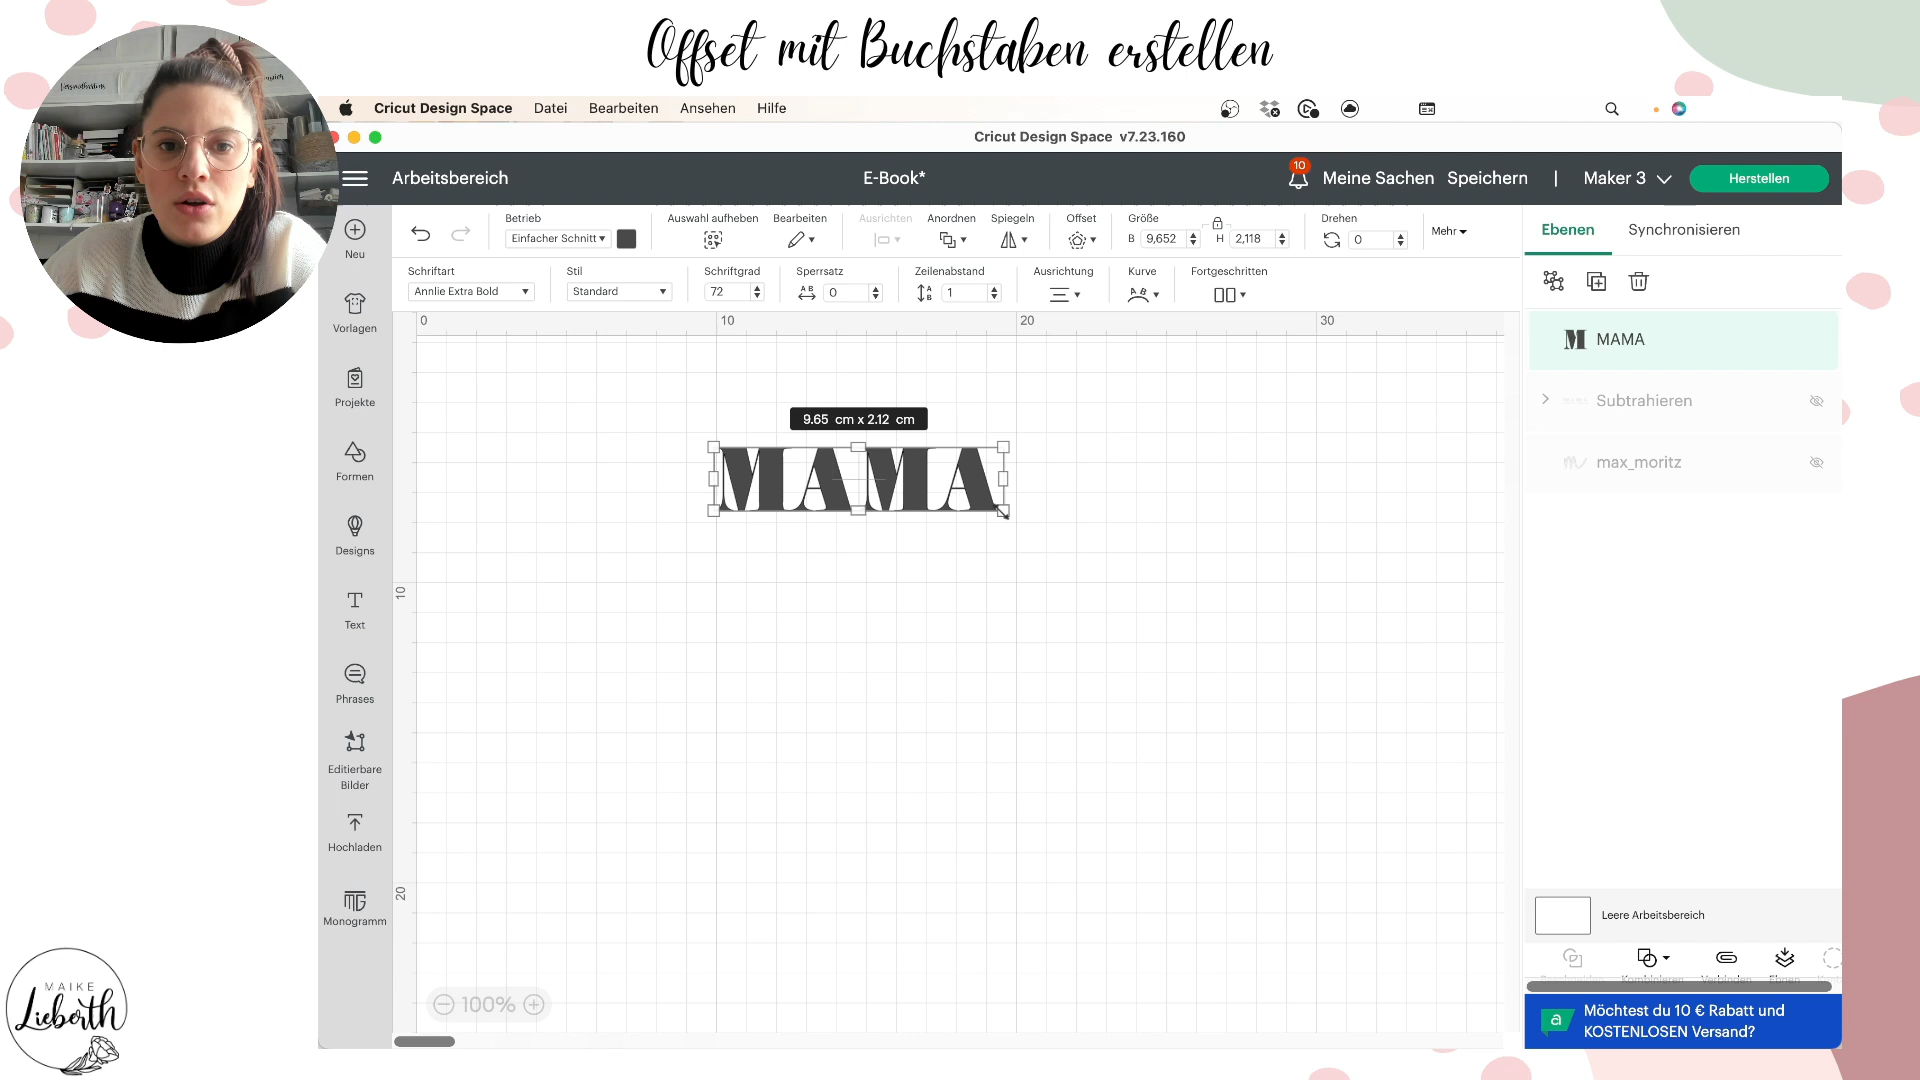 Offset mit Buchstaben erstellen
Cricut Design Space Datei Bearbeiten Ansehen Hilfe
Cricut Design Space v7.23.160
Arbeitsbereich
E-Book*
10
Meine Sachen Speichern | Maker 3
Herstellen
Neu
Vorlagen
Projekte
Formen
Designs
Text
Phrases
Editierbare
Bilder
Hochladen
Monogramm
Betrieb
Einfacher Schnitt
Auswahl aufheben
Bearbeiten
Ausrichten
Anordnen
Spiegeln
Offset
Größe
B 9,652
H 2,118
Drehen
0
Mehr
Schriftart
Annlie Extra Bold
Stil
Standard
Schriftgrad
72
Sperrsatz
0
Zeilenabstand
1
Ausrichtung
Kurve
Fortgeschritten
0 10 20 30
10
20
9.65 cm x 2.12 cm
MAMA
100%
Ebenen
Synchronisieren
MAMA
Subtrahieren
max_moritz
Leere Arbeitsbereich
Kombinieren
Verbinden
Ebnen
a
Möchtest du 10 € Rabatt und
KOSTENLOSEN Versand?
MAIKE
Lieberth